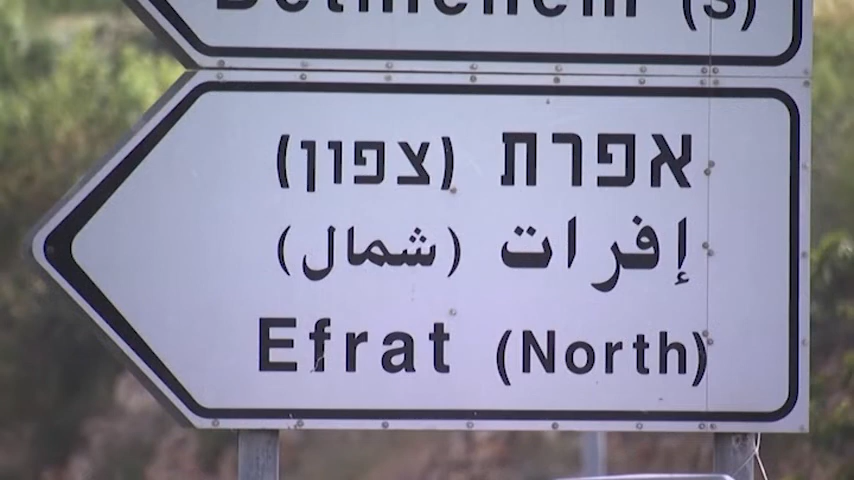 Bethlehem (S)
אפרת (צפון)
إفرات (شمال)
Efrat (North)